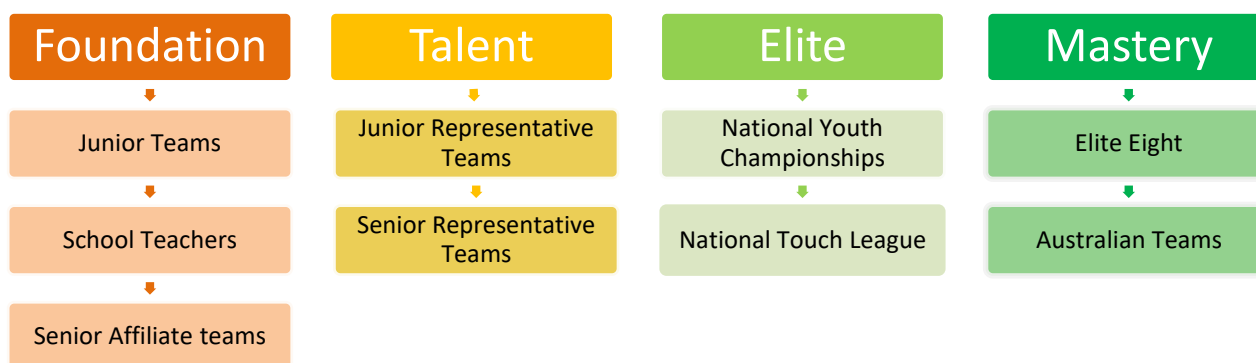 Foundation
Junior Teams
School Teachers
Senior Affiliate teams
Talent
Junior Representative
Teams
Senior Representative
Teams
Elite
National Youth
Championships
National Touch League
Mastery
Elite Eight
Australian Teams